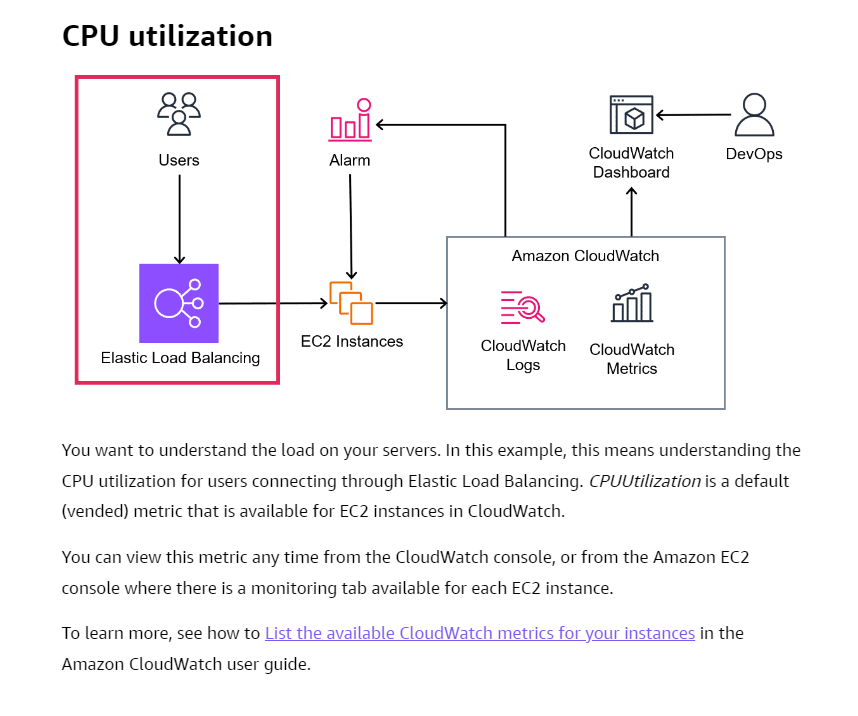 CPU utilization
Users
Alarm
CloudWatch
Dashboard
DevOps
Amazon CloudWatch
Elastic Load Balancing
EC2 Instances
CloudWatch
Logs
CloudWatch
Metrics
You want to understand the load on your servers. In this example, this means understanding the
CPU utilization for users connecting through Elastic Load Balancing. CPUUtilization is a default
(vended) metric that is available for EC2 instances in CloudWatch.
You can view this metric any time from the CloudWatch console, or from the Amazon EC2
console where there is a monitoring tab available for each EC2 instance.
To learn more, see how to List the available CloudWatch metrics for your instances in the
Amazon CloudWatch user guide.